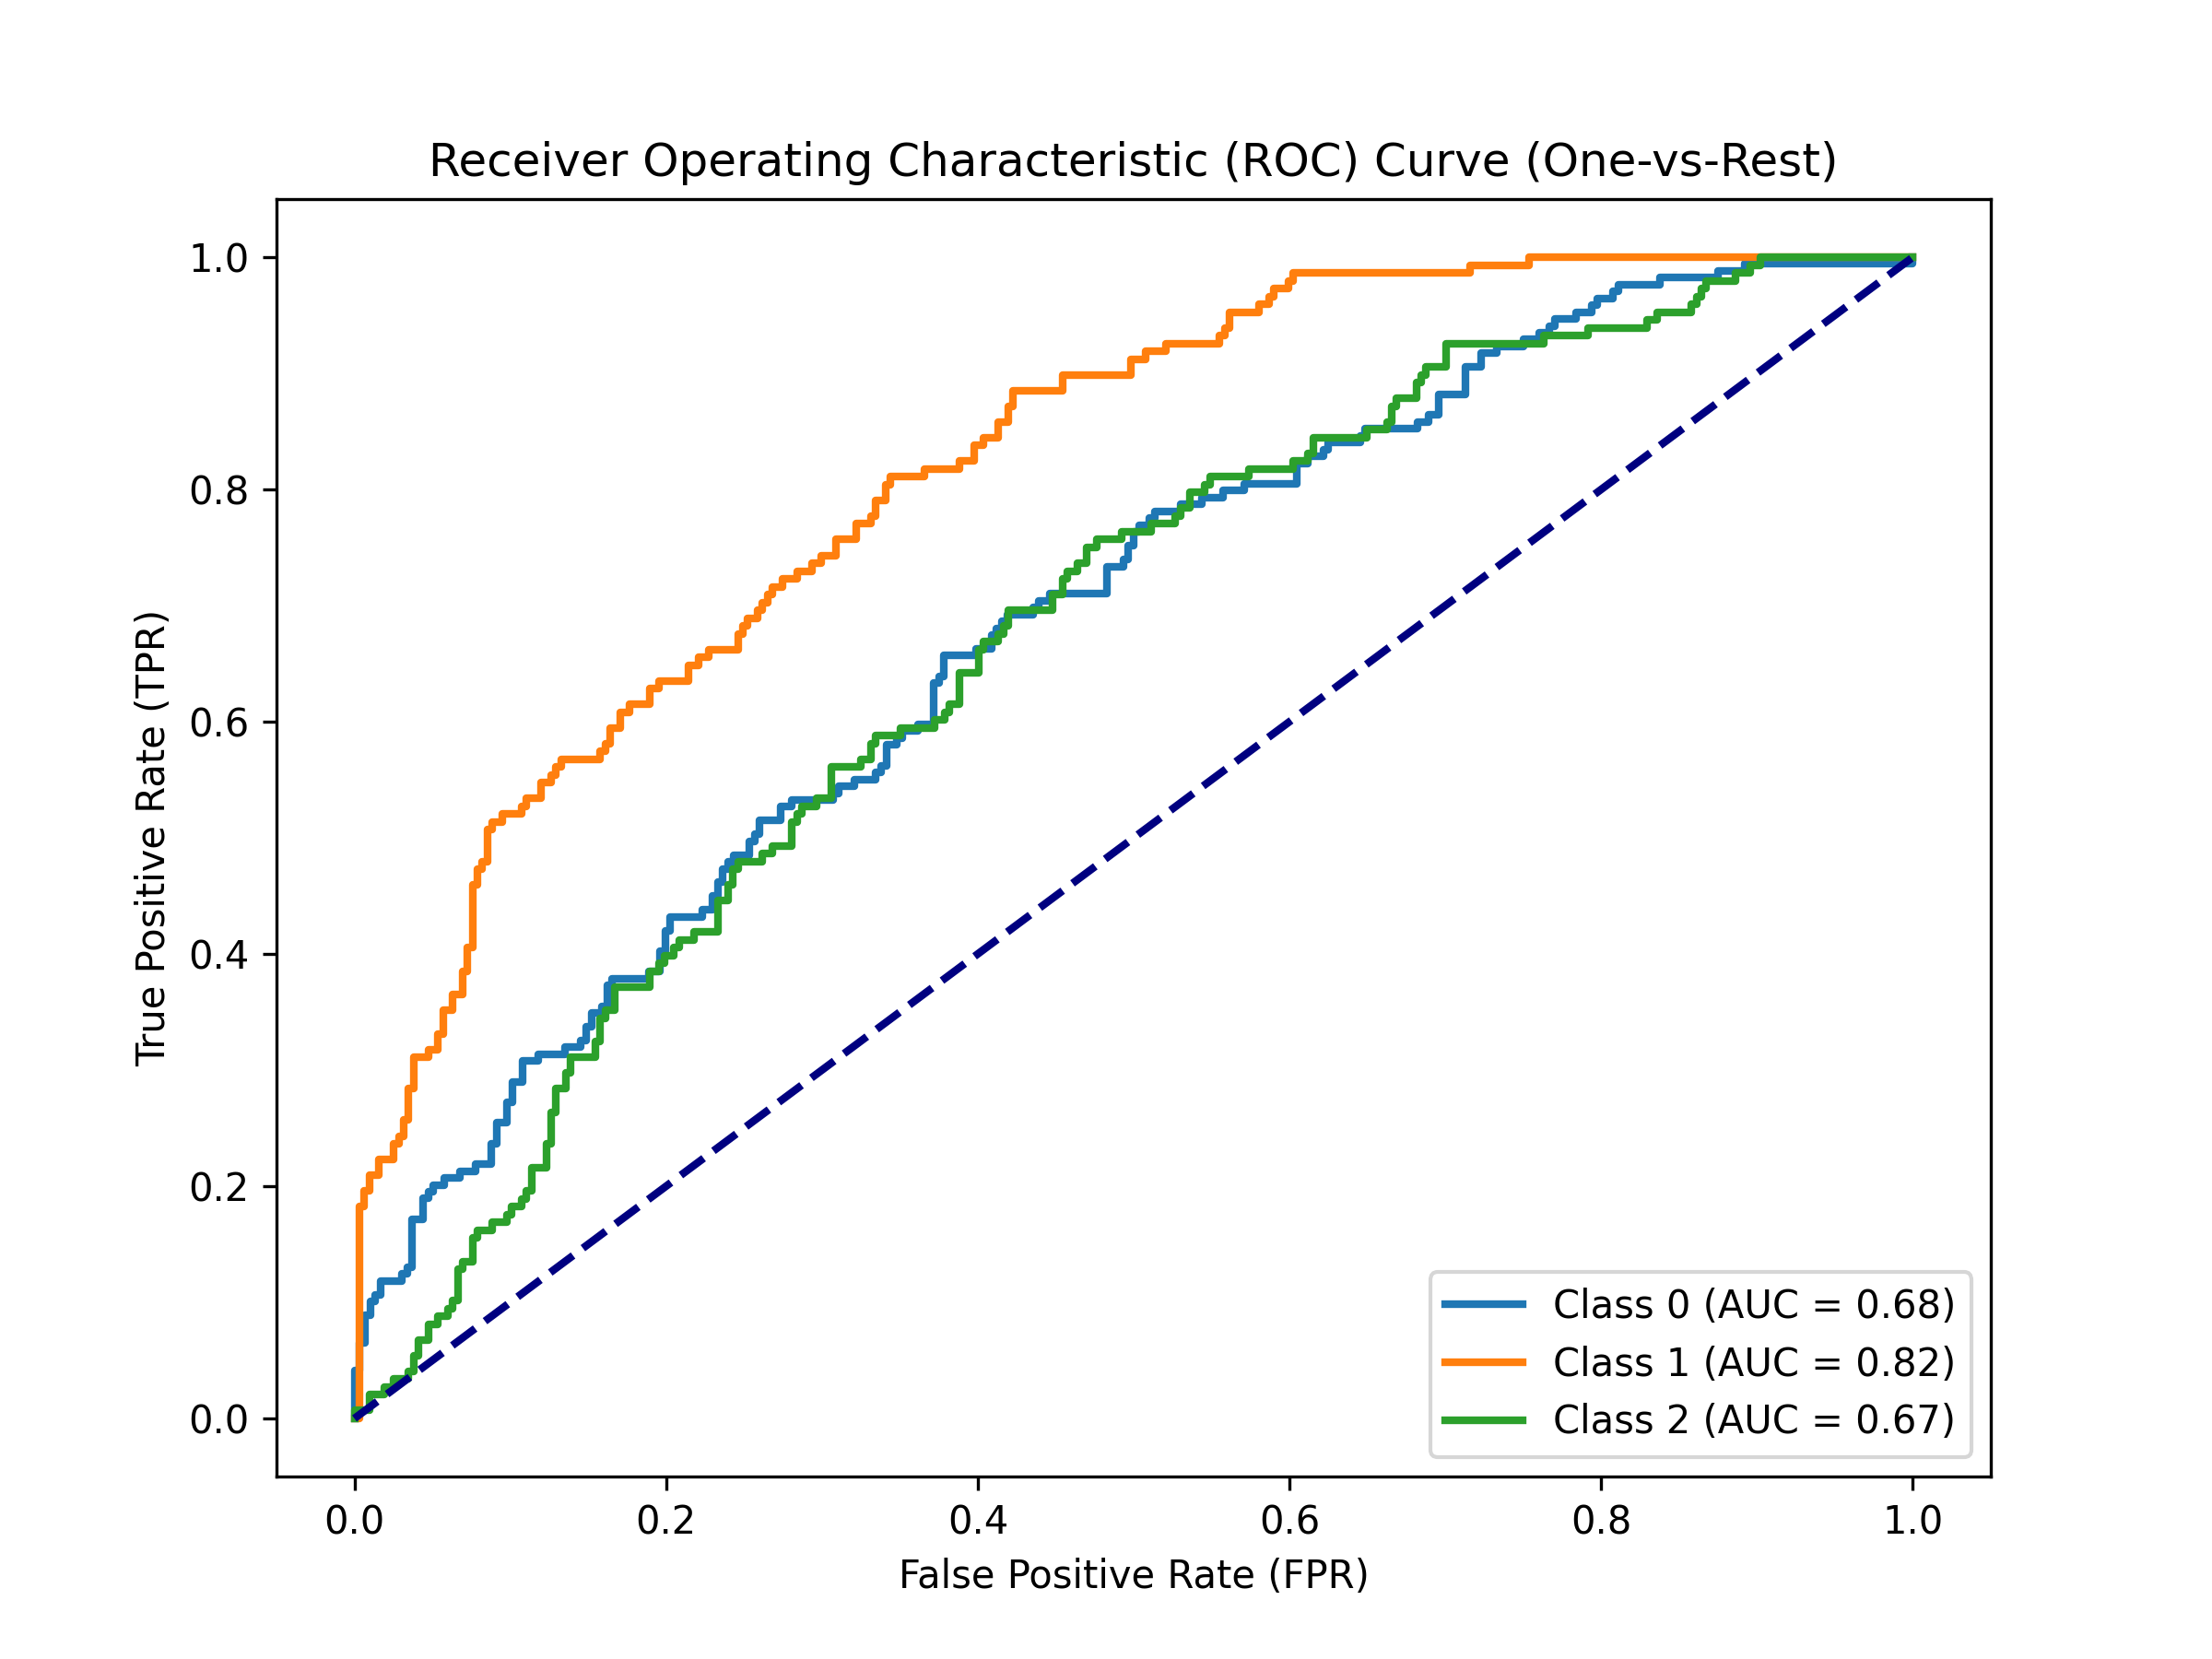 Receiver Operating Characteristic (ROC) Curve (One-vs-Rest)
True Positive Rate (TPR)
1.0
0.8
0.6
0.4
0.2
0.0
Class 0 (AUC = 0.68)
Class 1 (AUC = 0.82)
Class 2 (AUC = 0.67)
0.0 0.2 0.4 0.6 0.8 1.0
False Positive Rate (FPR)